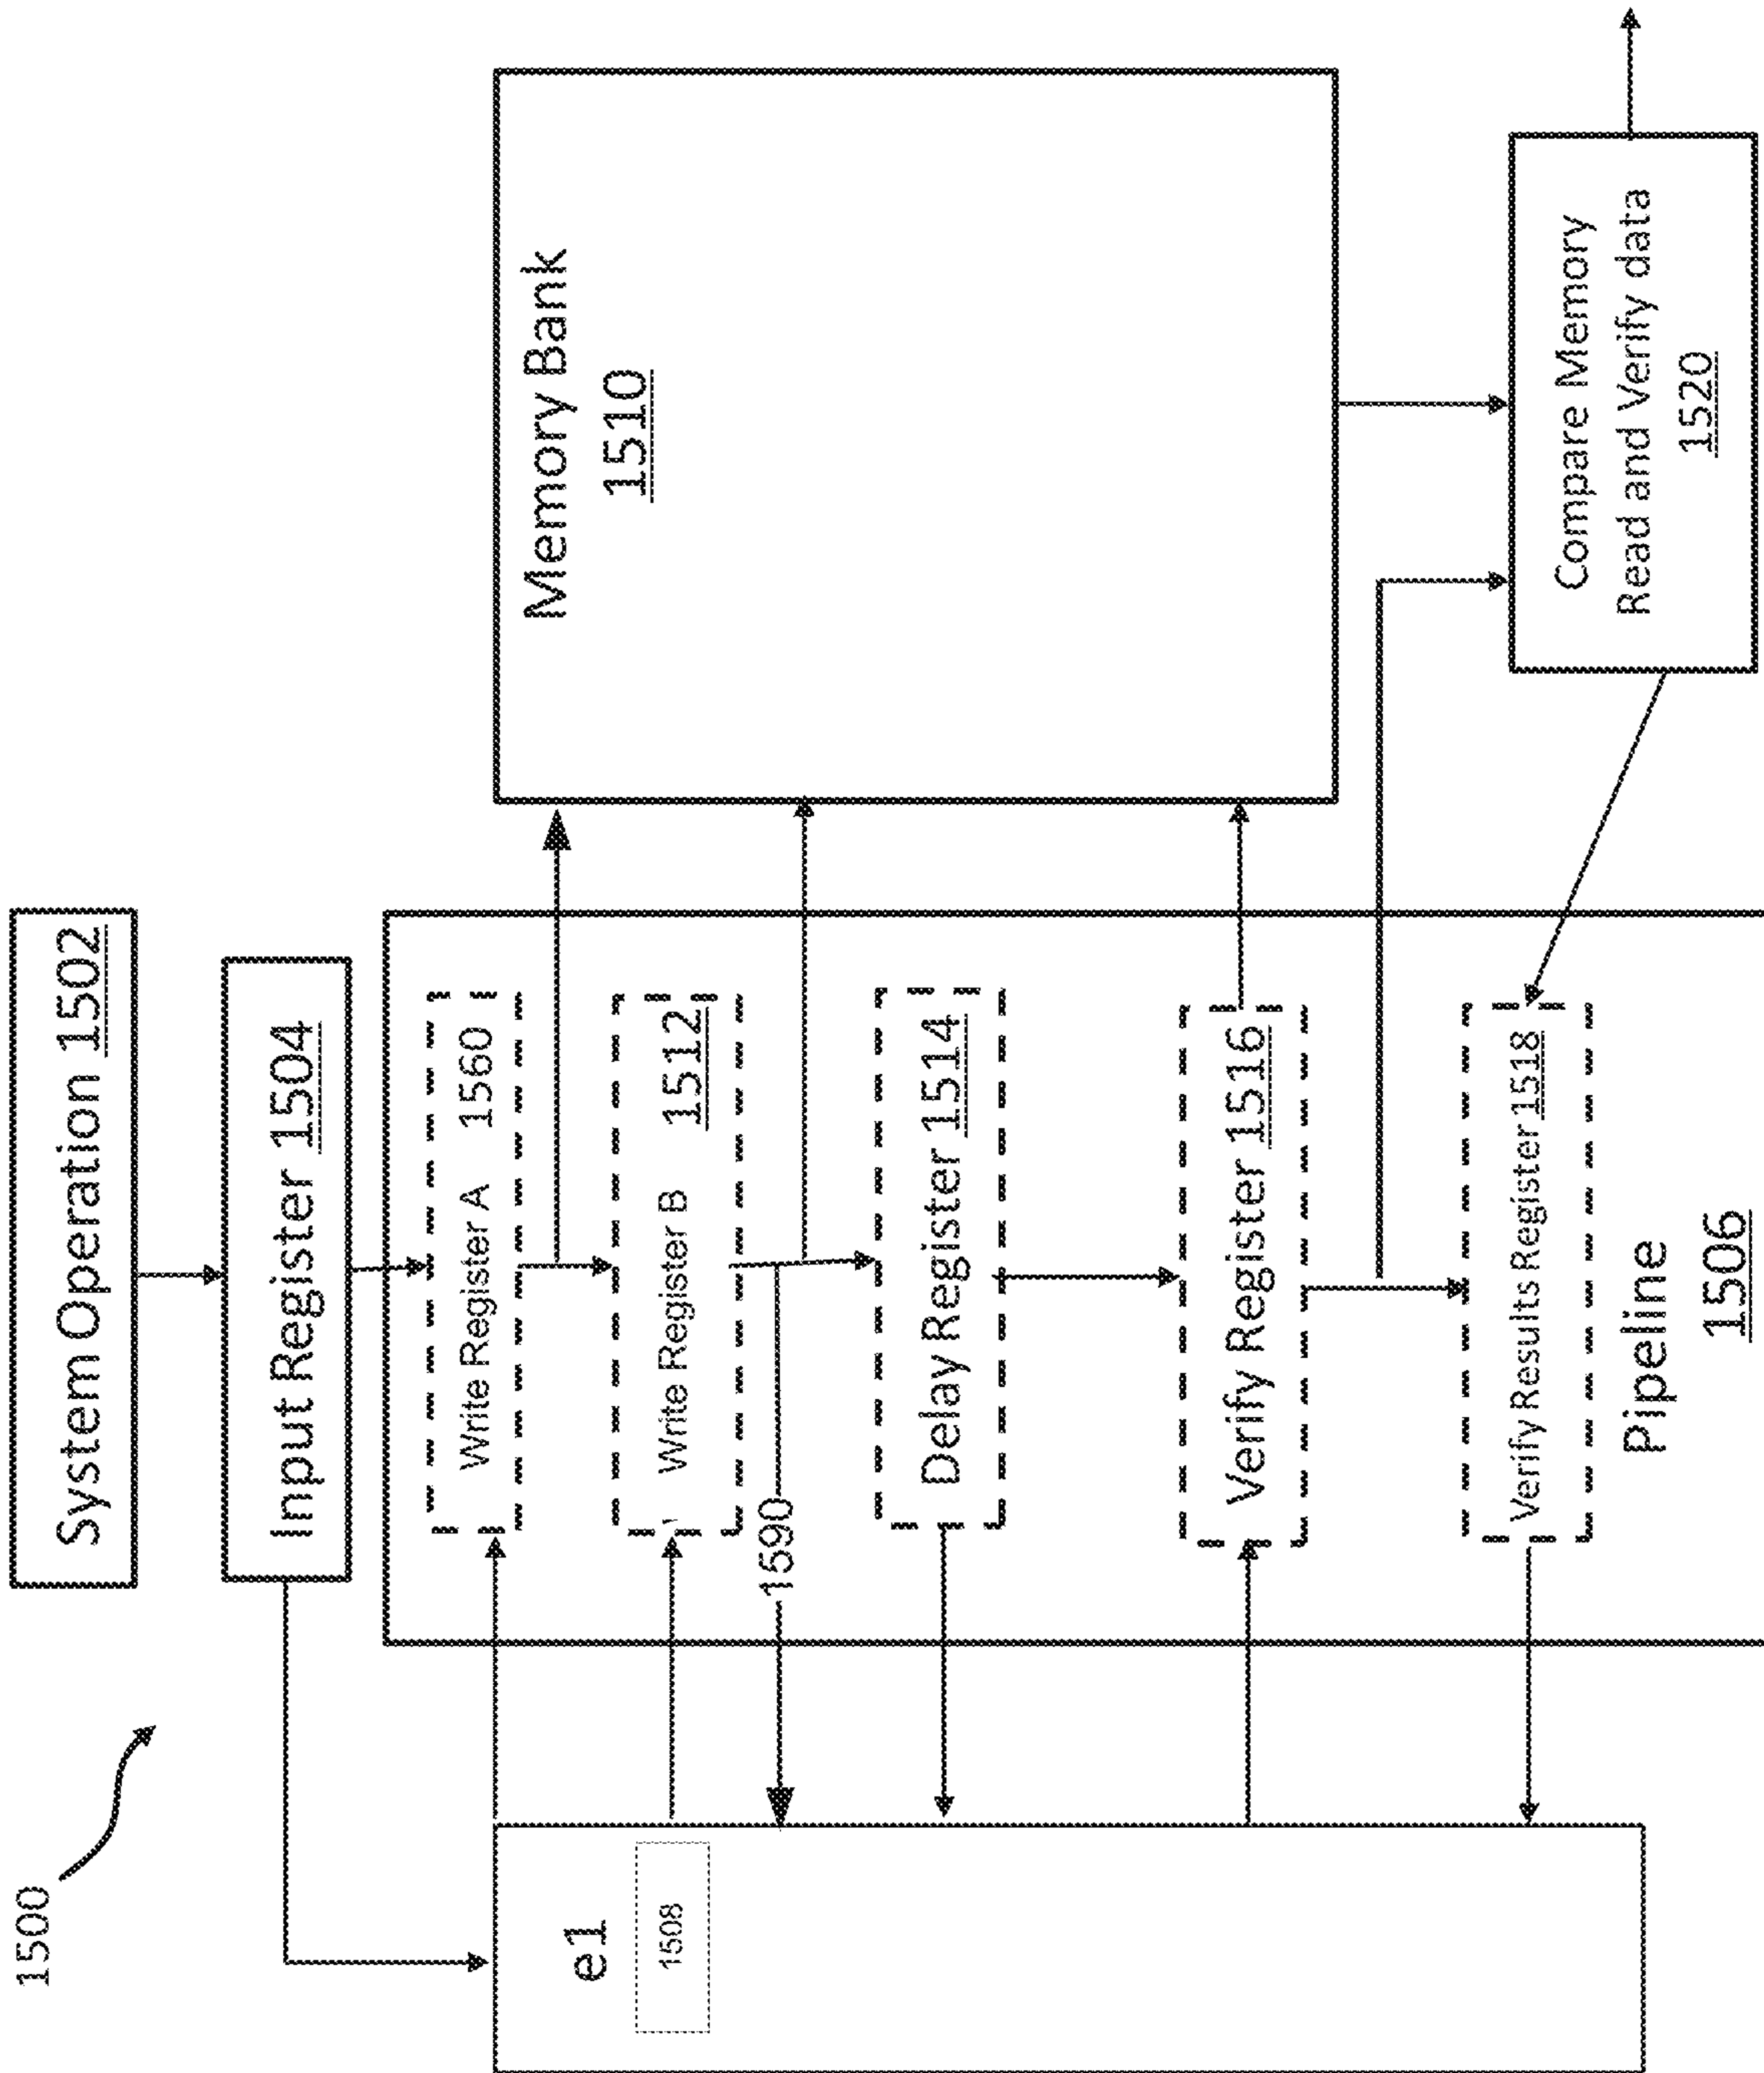 1500
System Operation 1502
Input Register 1504
e1
1508
Write Register A 1560
Write Register B 1512
1590
Delay Register 1514
Verify Register 1516
Verify Results Register 1518
Pipeline
1506
Memory Bank
1510
Compare Memory
Read and Verify data
1520